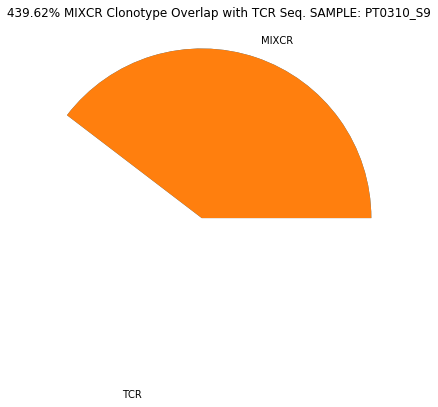 439.62% MIXCR Clonotype Overlap with TCR Seq. SAMPLE: PT0310_S9
MIXCR
TCR